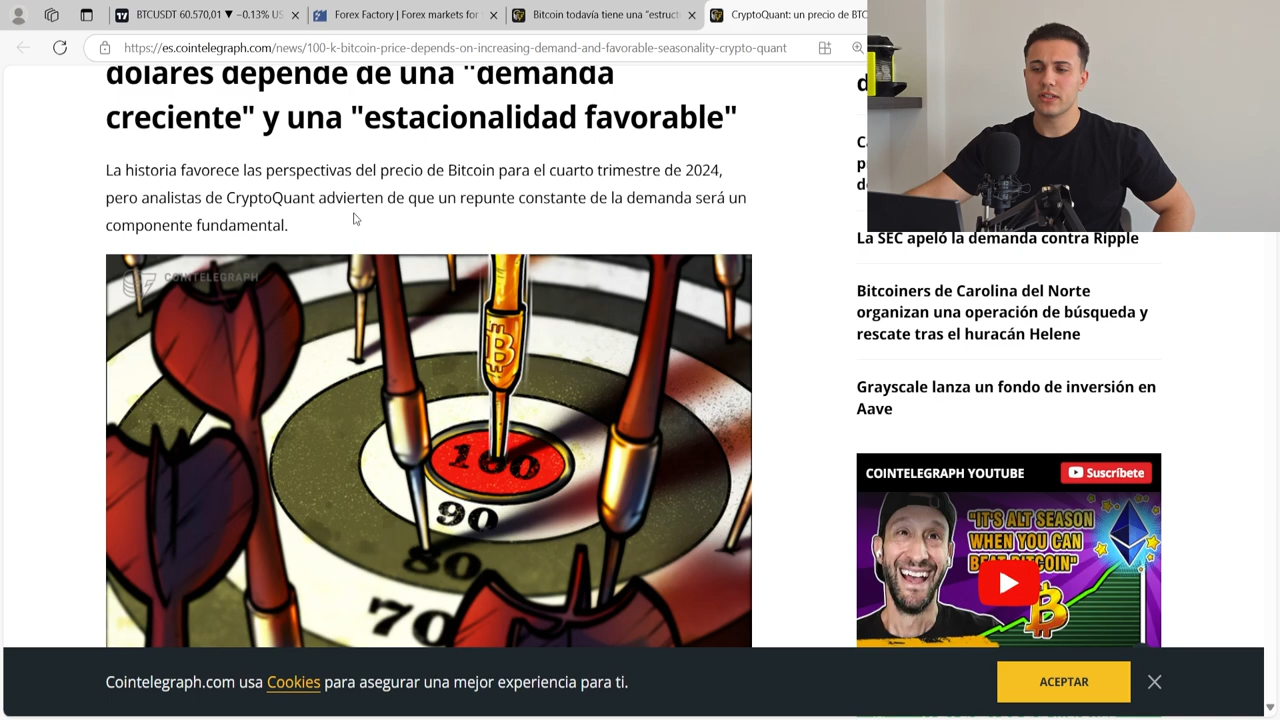 BTCUSDT 60.570,01 ▼ −0.13% US
Forex Factory | Forex markets for
Bitcoin todavía tiene una "estruct
CryptoQuant: un precio de BTC
https://es.cointelegraph.com/news/100-k-bitcoin-price-depends-on-increasing-demand-and-favorable-seasonality-crypto-quant
dólares depende de una "demanda
creciente" y una "estacionalidad favorable"
La historia favorece las perspectivas del precio de Bitcoin para el cuarto trimestre de 2024,
pero analistas de CryptoQuant advierten de que un repunte constante de la demanda será un
componente fundamental.
COINTELEGRAPH
100
90
80
70
La SEC apeló la demanda contra Ripple
Bitcoiners de Carolina del Norte
organizan una operación de búsqueda y
rescate tras el huracán Helene
Grayscale lanza un fondo de inversión en
Aave
COINTELEGRAPH YOUTUBE
Suscríbete
"IT'S ALT SEASON
WHEN YOU CAN
BEAT BITCOIN"
Cointelegraph.com usa Cookies para asegurar una mejor experiencia para ti.
ACEPTAR